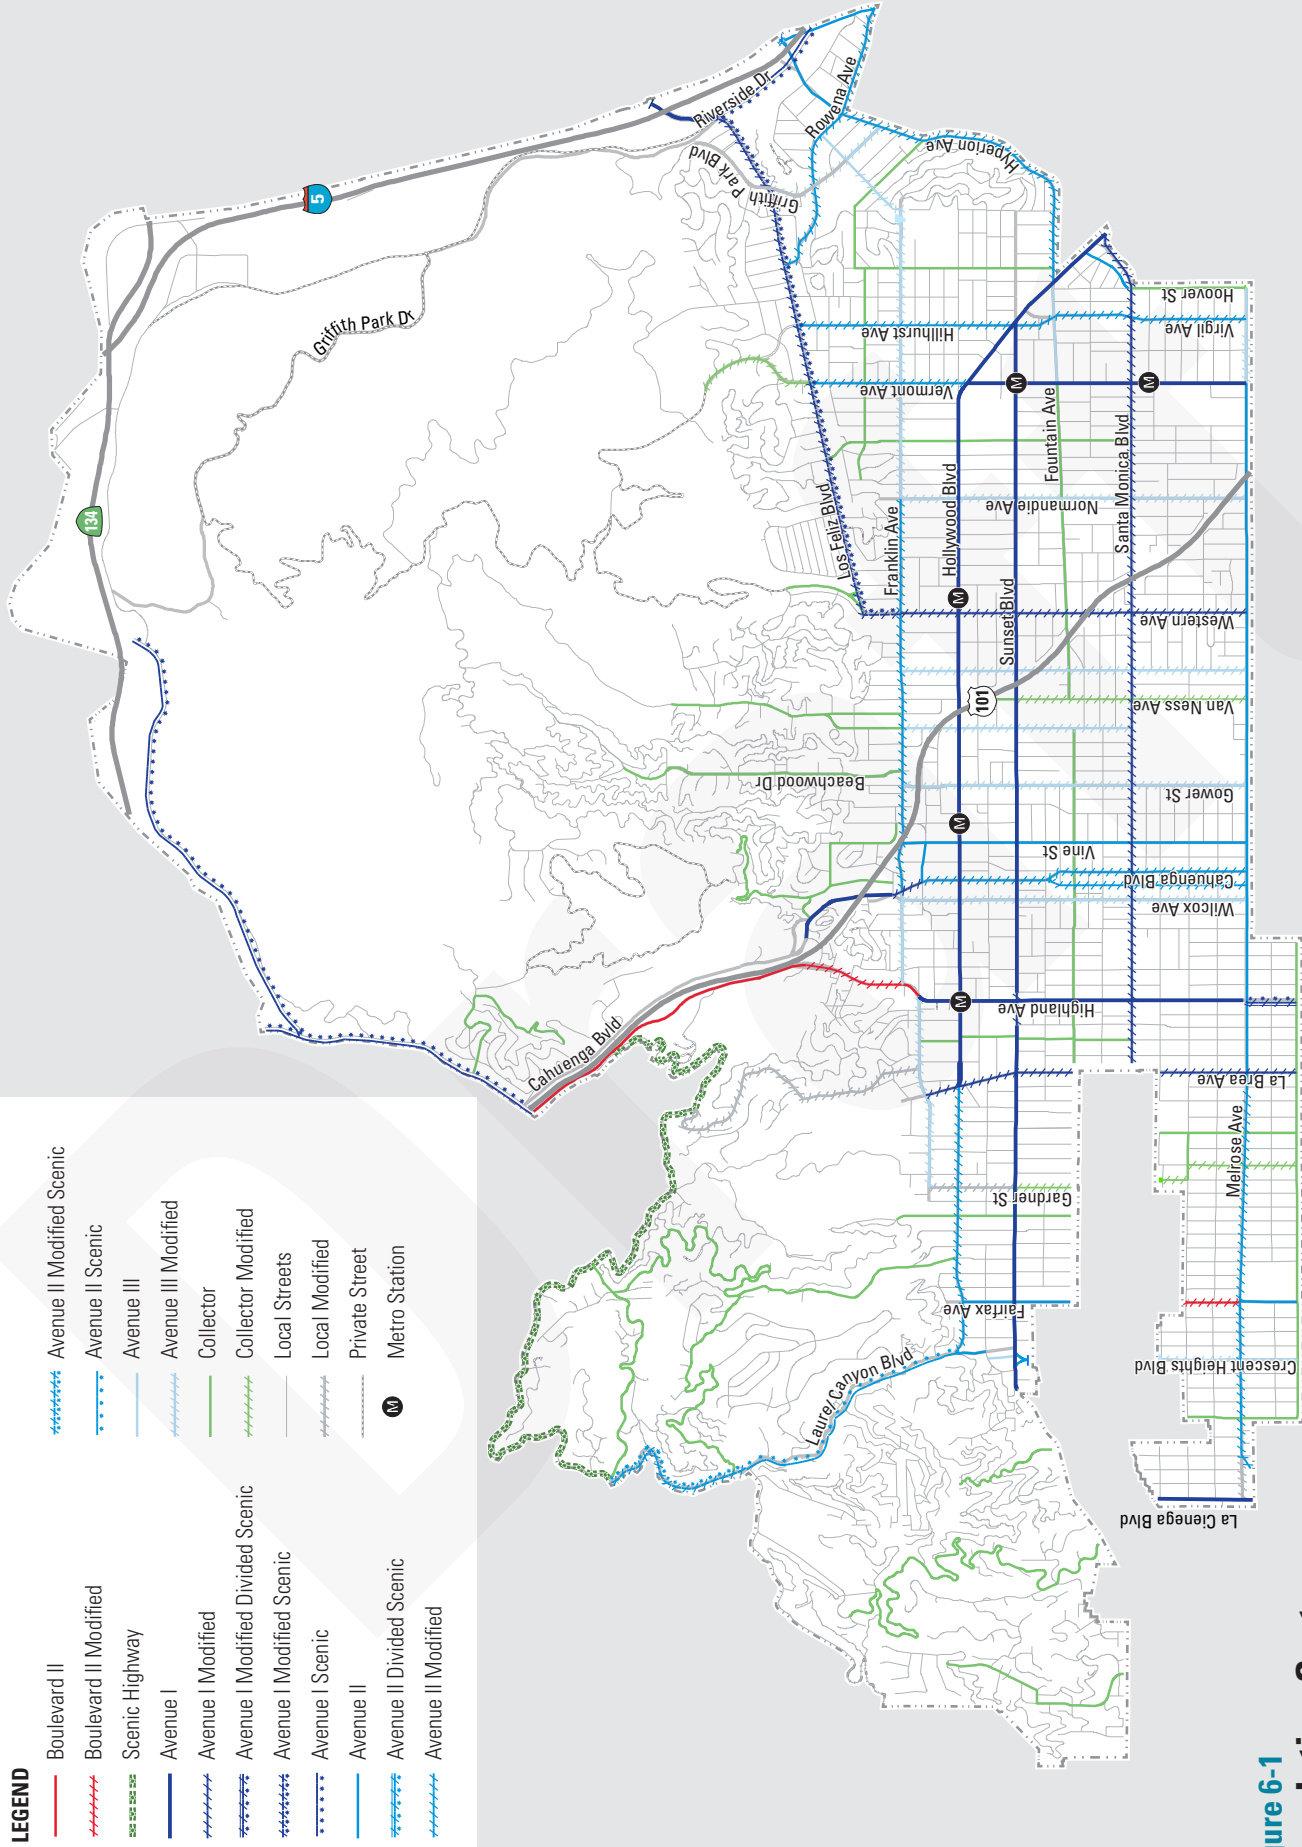 LEGEND
Boulevard II
Boulevard II Modified
Scenic Highway
Avenue I
Avenue I Modified
Avenue I Modified Divided Scenic
Avenue I Modified Scenic
Avenue I Scenic
Avenue II
Avenue II Divided Scenic
Avenue II Modified
Avenue II Modified Scenic
Avenue II Scenic
Avenue III
Avenue III Modified
Collector
Collector Modified
Local Streets
Local Modified
Private Street
M Metro Station
134
5
101
Griffith Park Dr
Riverside Dr
Griffith Park Blvd
Rowena Ave
Hyperion Ave
Los Feliz Blvd
Franklin Ave
Hollywood Blvd
Sunset Blvd
Fountain Ave
Santa Monica Blvd
Melrose Ave
Hoover St
Virgil Ave
Hillhurst Ave
Vermont Ave
Normandie Ave
Western Ave
Van Ness Ave
Beachwood Dr
Gower St
Vine St
Cahuenga Blvd
Wilcox Ave
Highland Ave
La Brea Ave
Gardner St
Fairfax Ave
Crescent Heights Blvd
La Cienega Blvd
Cahuenga Bvld
Laurel Canyon Blvd
M
M
M
M
M
ure 6-1